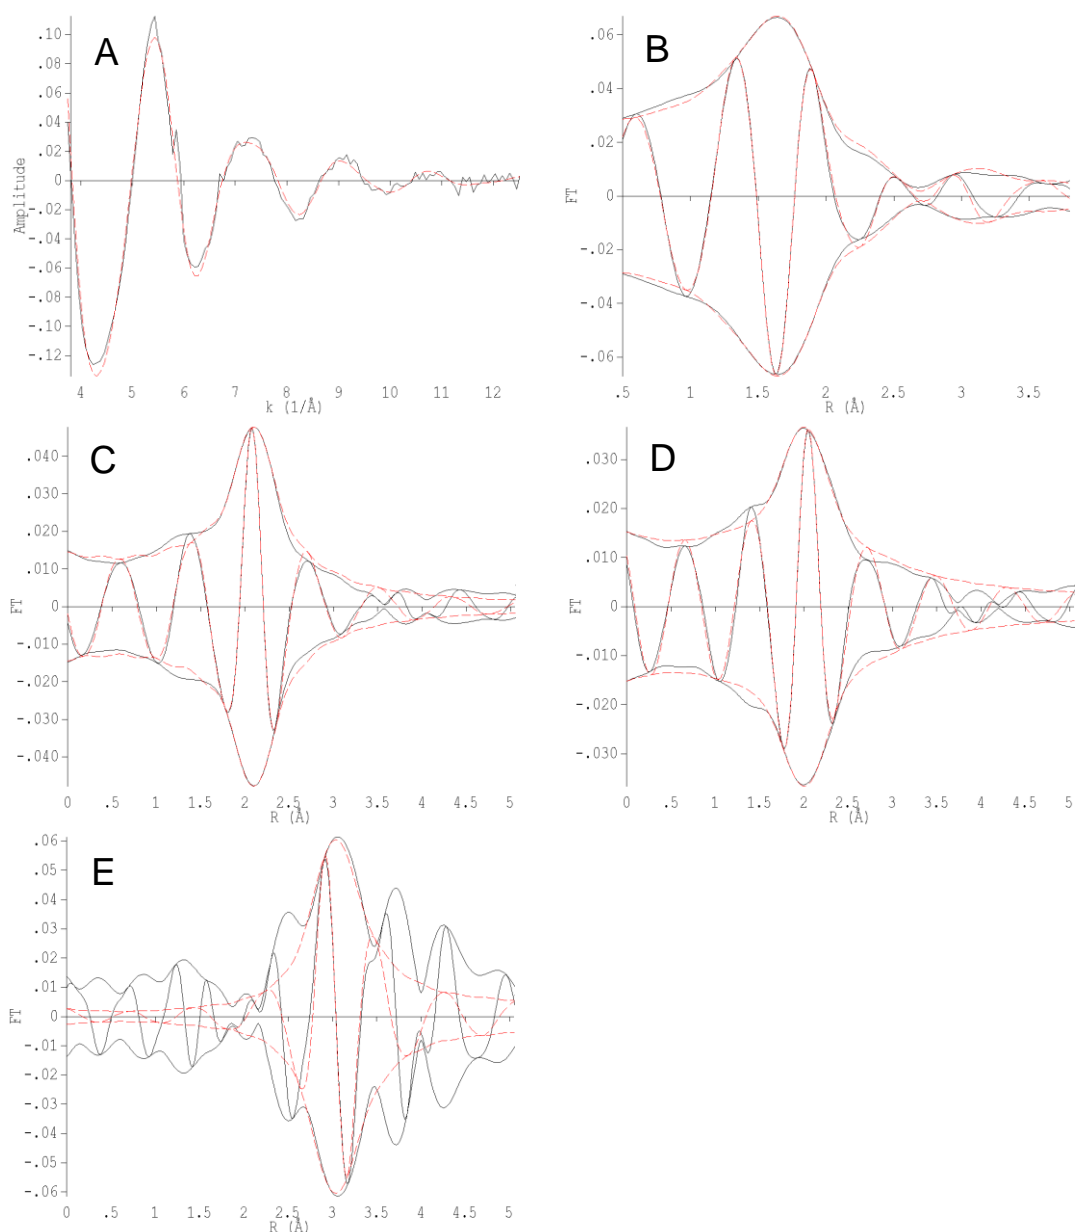 A
.10
.08
.06
.04
.02
0
-.02
-.04
-.06
-.08
-.10
-.12
Amplitude
4 5 6 7 8 9 10 11 12
k (1/Å)
B
.06
.04
.02
0
-.02
-.04
-.06
FT
.5 1 1.5 2 2.5 3 3.5
R (Å)
C
.040
.030
.020
.010
0
-.010
-.020
-.030
-.040
FT
0 .5 1 1.5 2 2.5 3 3.5 4 4.5 5
R (Å)
D
.030
.020
.010
0
-.010
-.020
-.030
FT
0 .5 1 1.5 2 2.5 3 3.5 4 4.5 5
R (Å)
E
.06
.05
.04
.03
.02
.01
0
-.01
-.02
-.03
-.04
-.05
-.06
FT
0 .5 1 1.5 2 2.5 3 3.5 4 4.5 5
R (Å)